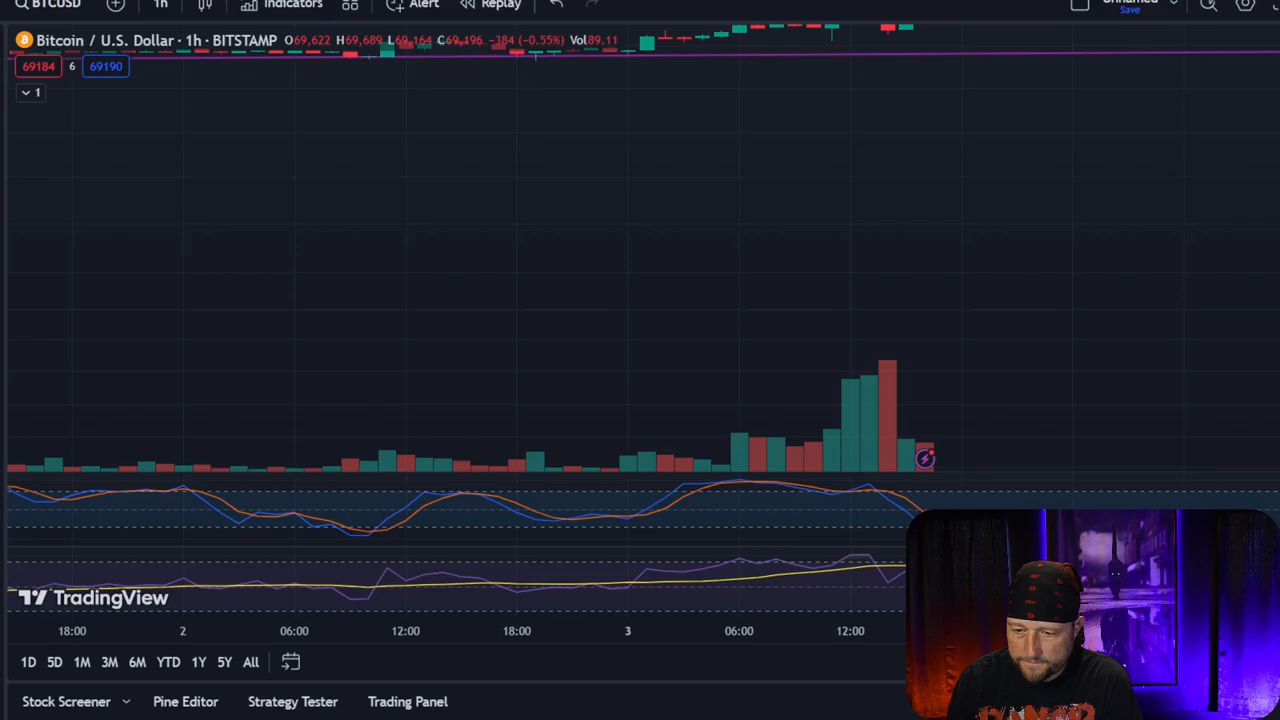 BTCUSD 1h Indicators Alert Replay Unnamed
Save
Bitcoin / U.S. Dollar · 1h · BITSTAMP O69,622 H69,689 L69,164 C69,196 −384 (−0.55%) Vol89.11
69184 6 69190
1
TradingView
18:00 2 06:00 12:00 18:00 3 06:00 12:00
1D 5D 1M 3M 6M YTD 1Y 5Y All
Stock Screener Pine Editor Strategy Tester Trading Panel